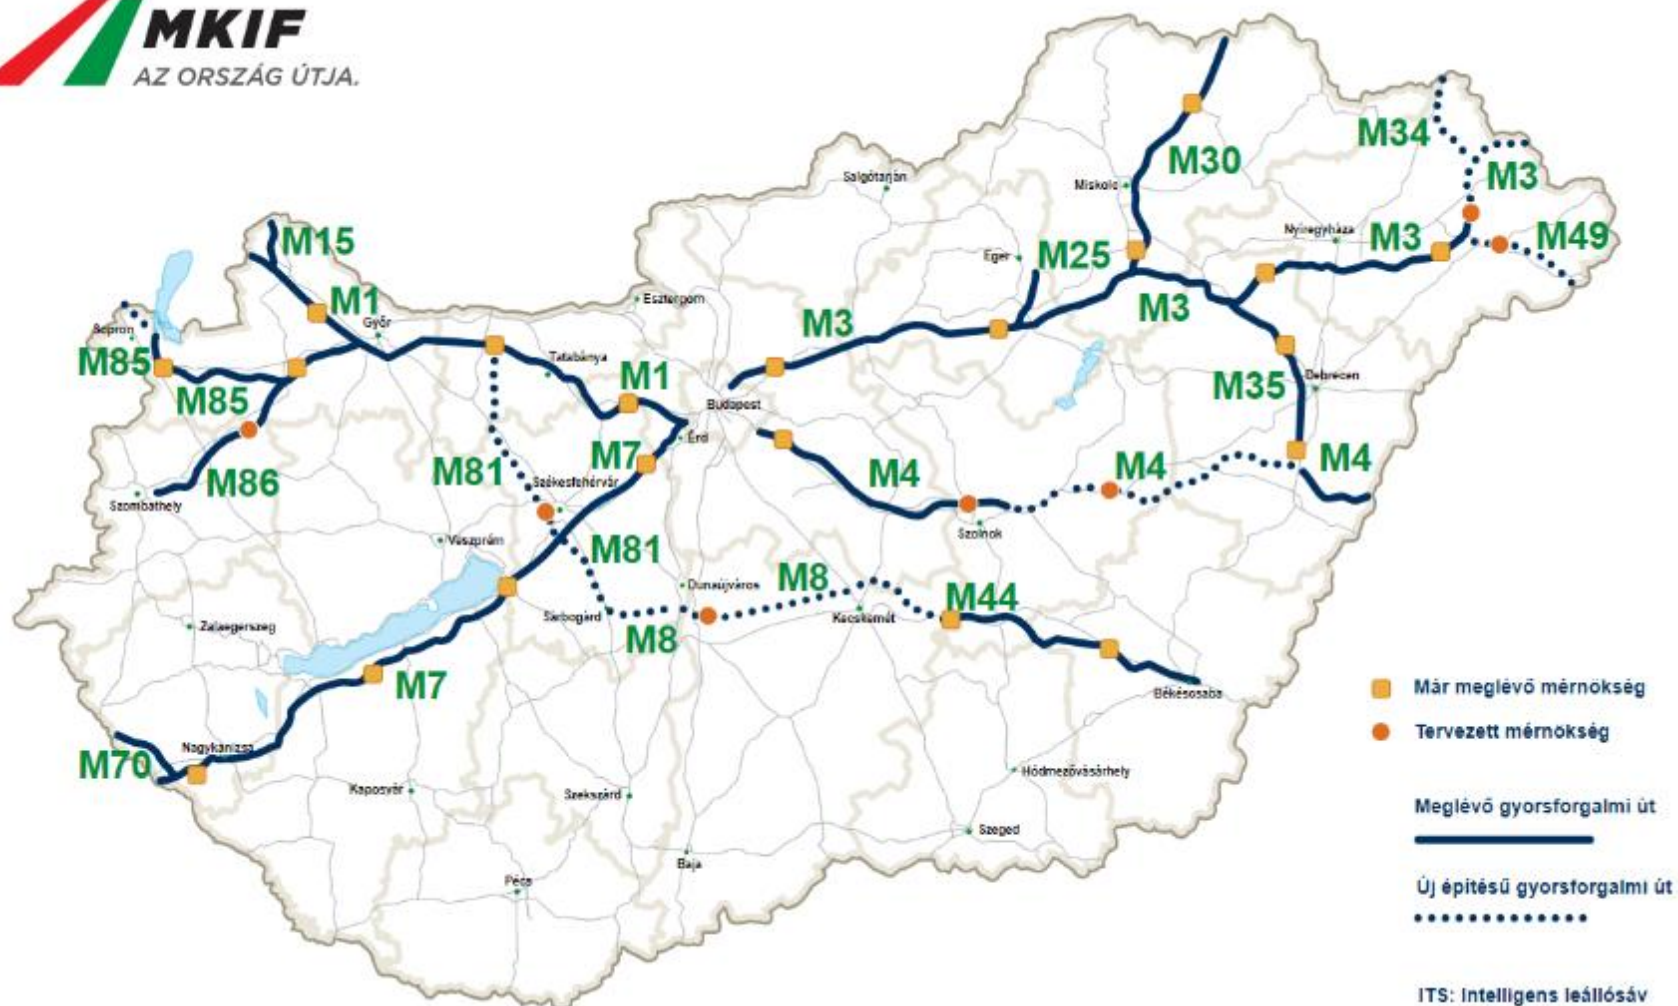 MKIF
AZ ORSZÁG ÚTJA.
M34
M30
M3
Salgótarján
Miskolc
Nyíregyháza
M3
M49
M15
Eger
M25
M1
Esztergom
M3
M3
Sopron
Győr
M85
Tatabánya
M1
M35
Debrecen
M85
Budapest
Érd
M7
M4
M4
M4
M81
M86
Székesfehérvár
Szombathely
Szolnok
Veszprém
M81
Dunaújváros
M8
M44
Sárbogárd
Kecskemét
Zalaegerszeg
M8
M7
Békéscsaba
Már meglévő mérnökség
Tervezett mérnökség
M70
Nagykanizsa
Hódmezővásárhely
Kaposvár
Szekszárd
Meglévő gyorsforgalmi út
Szeged
Baja
Pécs
Új építésű gyorsforgalmi út
ITS: Intelligens leállósáv